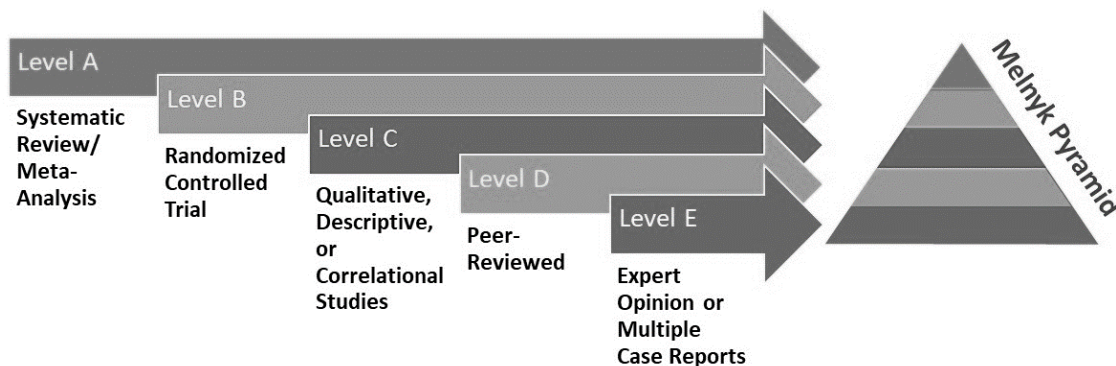 Level A
Systematic
Review/
Meta-
Analysis
Level B
Randomized
Controlled
Trial
Level C
Qualitative,
Descriptive,
or
Correlational
Studies
Level D
Peer-
Reviewed
Level E
Expert
Opinion or
Multiple
Case Reports
Melnyk Pyramid